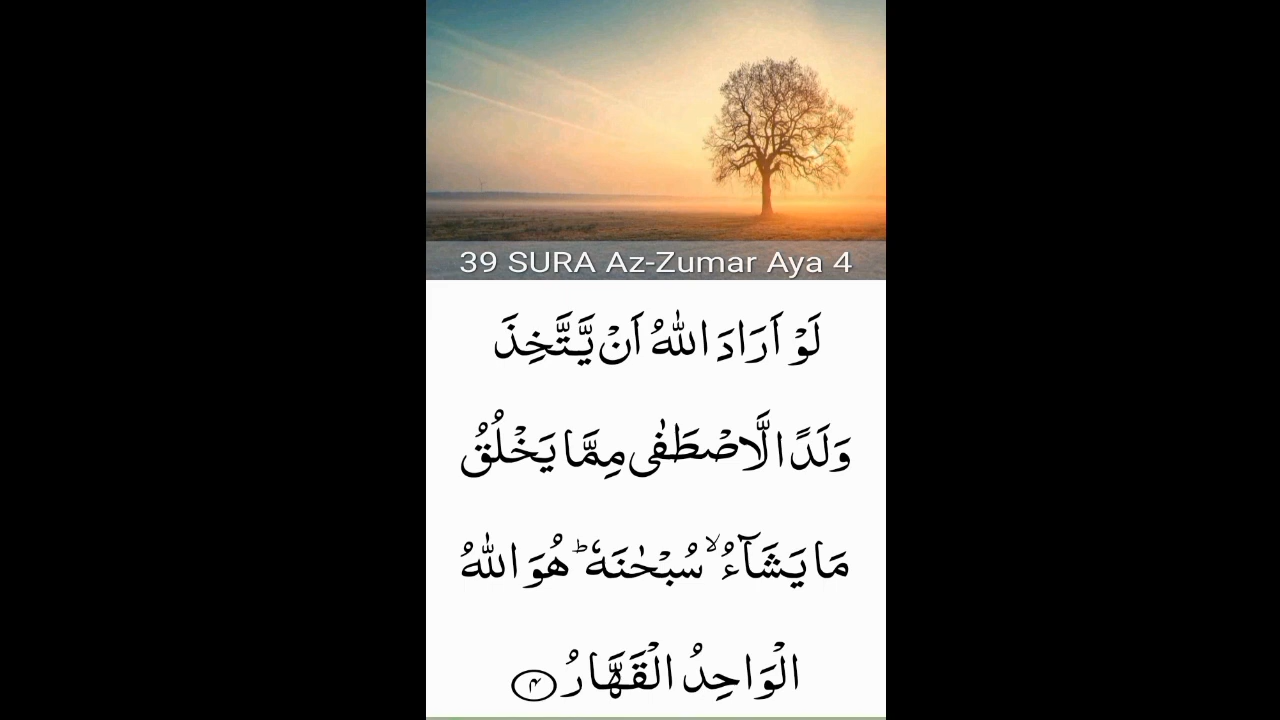 39 SURA Az-Zumar Aya 4
لَوْ اَرَادَ اللّٰهُ اَنْ يَّتَّخِذَ
وَلَدًا لَّاصْطَفٰى مِمَّا يَخْلُقُ
مَا يَشَآءُ ۙ سُبْحٰنَهٗ ؕ هُوَ اللّٰهُ
الْوَاحِدُ الْقَهَّارُ ۴